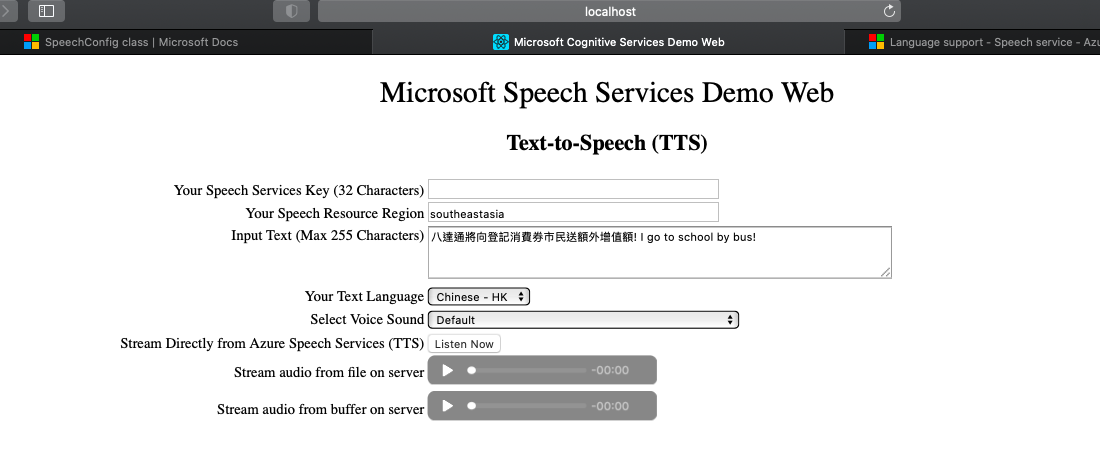 localhost
SpeechConfig class | Microsoft Docs
Microsoft Cognitive Services Demo Web
Language support - Speech service - Azu
Microsoft Speech Services Demo Web
Text-to-Speech (TTS)
Your Speech Services Key (32 Characters)
Your Speech Resource Region southeastasia
Input Text (Max 255 Characters) 八達通將向登記消費券市民送額外增值額! I go to school by bus!
Your Text Language Chinese - HK
Select Voice Sound Default
Stream Directly from Azure Speech Services (TTS) Listen Now
Stream audio from file on server -00:00
Stream audio from buffer on server -00:00